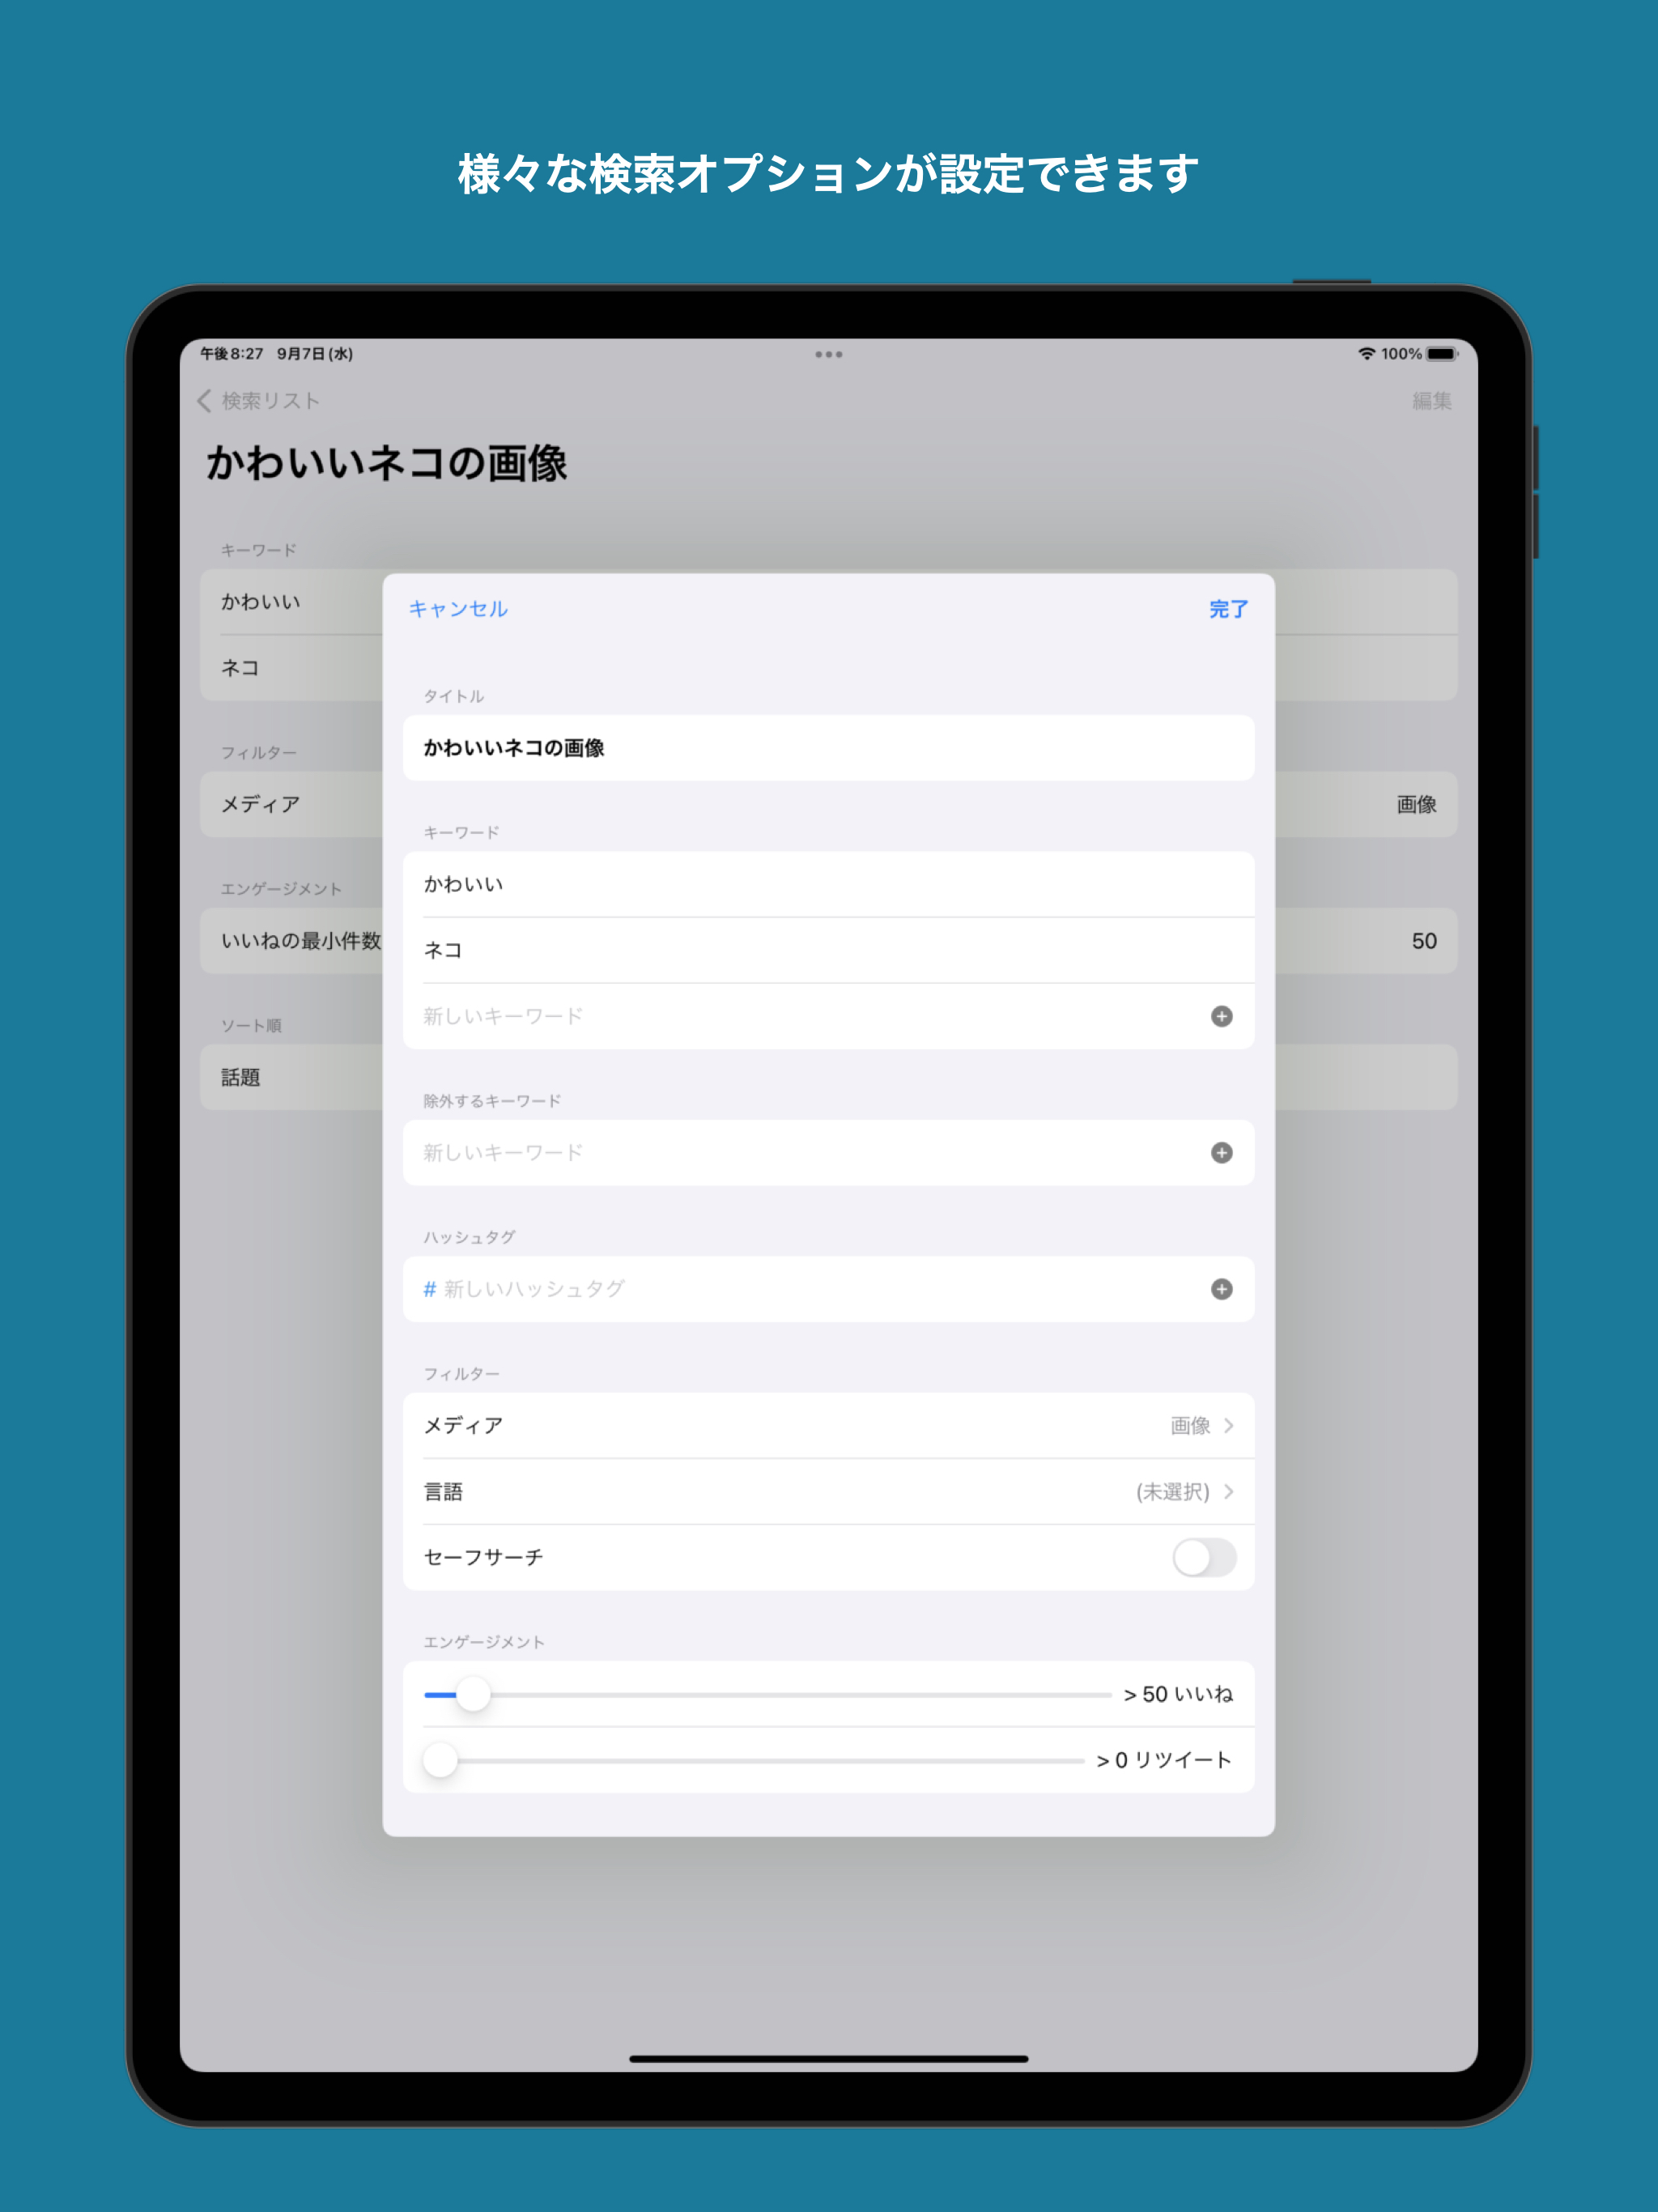 様々な検索オプションが設定できます
午後8:27 9月7日(水)
100%
検索リスト
編集
かわいいネコの画像
キーワード
かわいい
ネコ
フィルター
メディア
画像
エンゲージメント
いいねの最小件数
50
ソート順
話題
キャンセル
完了
タイトル
かわいいネコの画像
キーワード
かわいい
ネコ
新しいキーワード
除外するキーワード
新しいキーワード
ハッシュタグ
# 新しいハッシュタグ
フィルター
メディア
画像
言語
(未選択)
セーフサーチ
エンゲージメント
> 50 いいね
> 0 リツイート